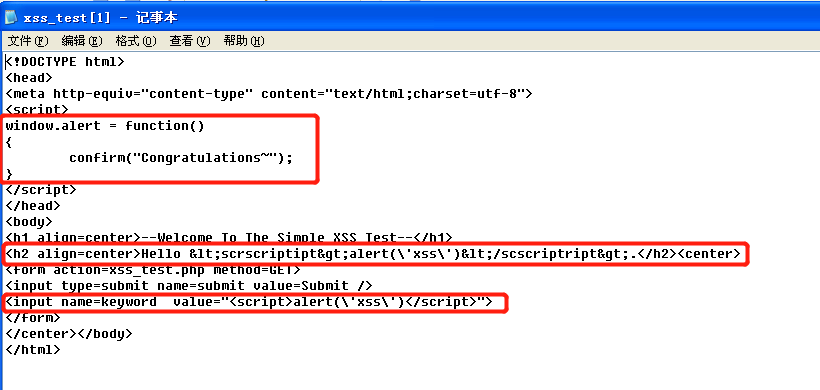 xss_test[1] - 记事本
文件(F) 编辑(E) 格式(O) 查看(V) 帮助(H)
<!DOCTYPE html>
<head>
<meta http-equiv="content-type" content="text/html;charset=utf-8">
<script>
window.alert = function()
{
        confirm("Congratulations~");
}
</script>
</head>
<body>
<h1 align=center>--Welcome To The Simple XSS Test--</h1>
<h2 align=center>Hello &lt;scrscriptipt&gt;alert(\'xss\')&lt;/scscriptript&gt;.</h2><center>
<form action=xss_test.php method=GET>
<input type=submit name=submit value=Submit />
<input name=keyword  value="<script>alert(\'xss\')</script>">
</form>
</center></body>
</html>